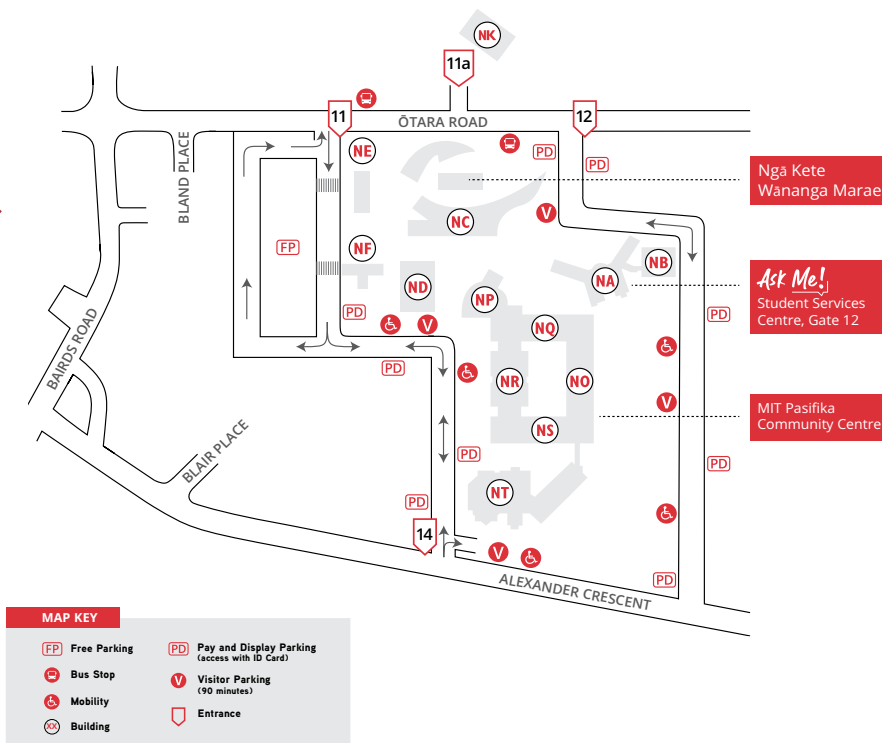 NK
11a
11
12
ŌTARA ROAD
NE
PD
PD
BLAND PLACE
Ngā Kete
Wānanga Marae
NC
V
FP
NF
NB
NA
ND
NP
Ask Me!
Student Services
Centre, Gate 12
PD
PD
V
NQ
BAIRDS ROAD
PD
NR
NO
MIT Pasifika
Community Centre
V
NS
BLAIR PLACE
PD
PD
NT
PD
14
V
PD
ALEXANDER CRESCENT
MAP KEY
FP Free Parking
Bus Stop
Mobility
XX Building
PD Pay and Display Parking
(access with ID Card)
V Visitor Parking
(90 minutes)
Entrance